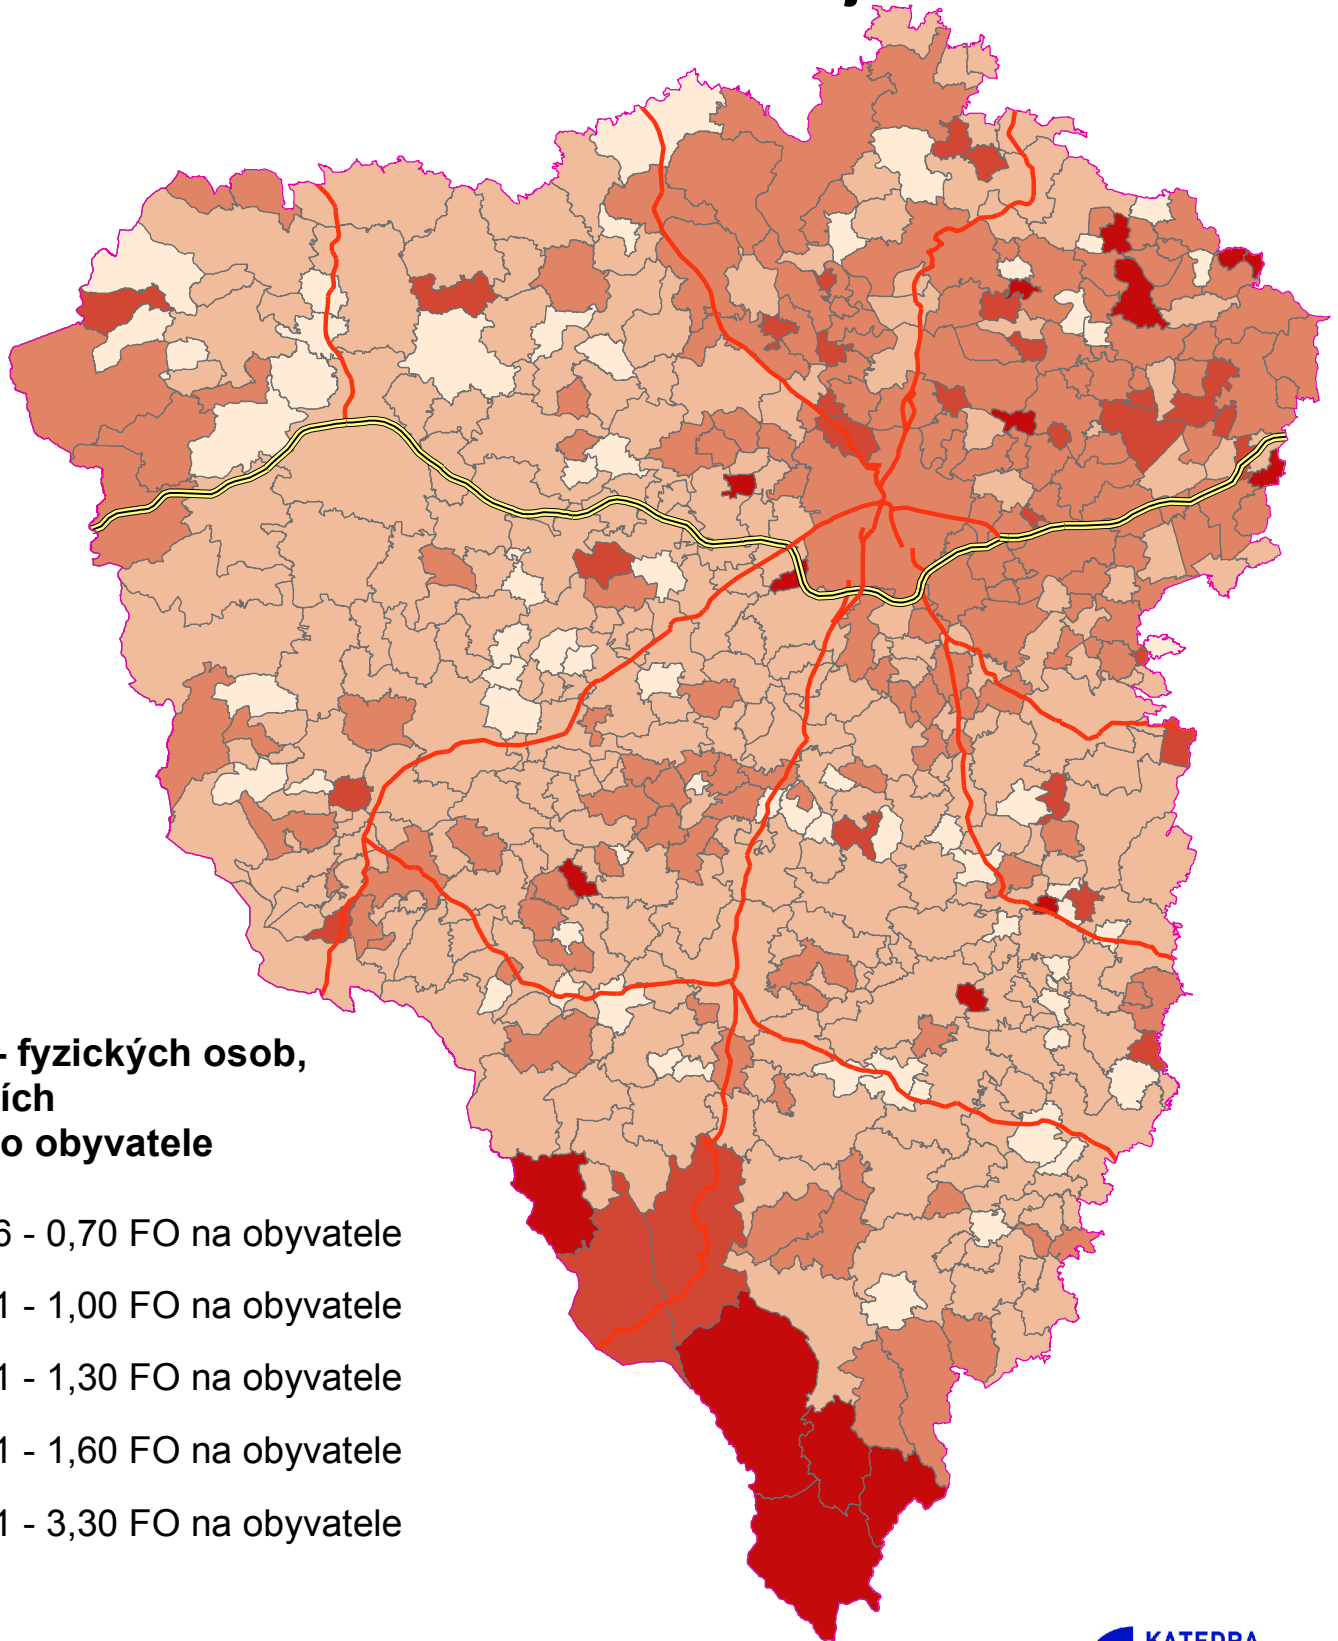 - fyzických osob,
ích
o obyvatele
6 - 0,70 FO na obyvatele
1 - 1,00 FO na obyvatele
1 - 1,30 FO na obyvatele
1 - 1,60 FO na obyvatele
1 - 3,30 FO na obyvatele
KATEDRA